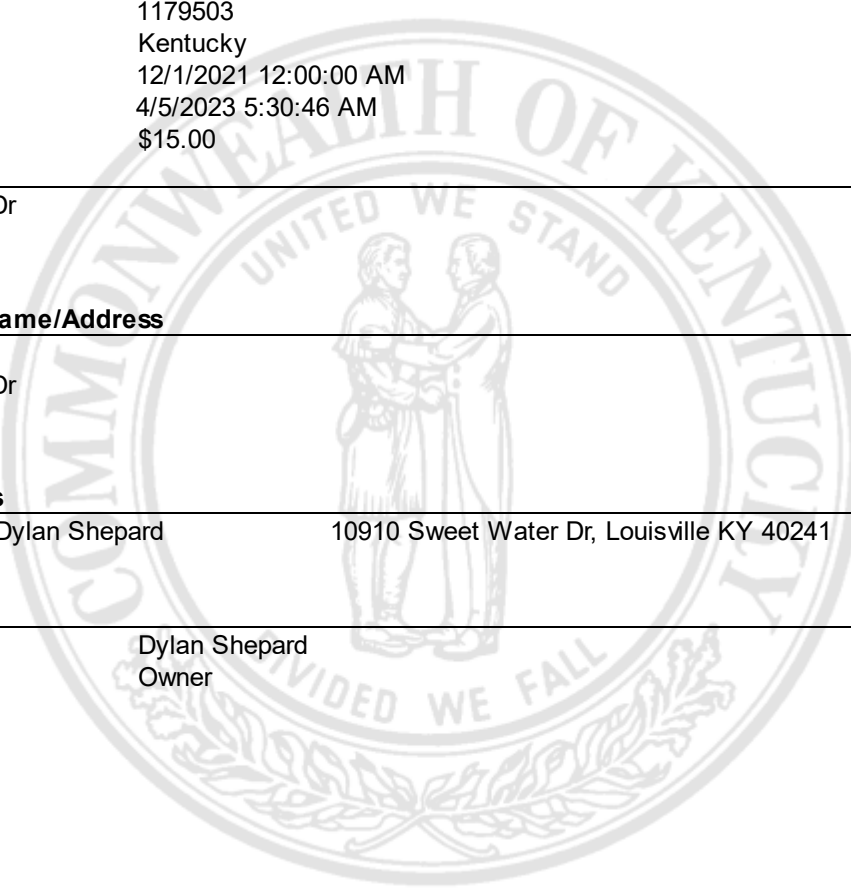 1179503
Kentucky
12/1/2021 12:00:00 AM
4/5/2023 5:30:46 AM
$15.00
Dr
ame/Address
Dr
s
Dylan Shepard 10910 Sweet Water Dr, Louisville KY 40241
Dylan Shepard
Owner
COMMONWEALTH OF KENTUCKY
UNITED WE STAND
DIVIDED WE FALL